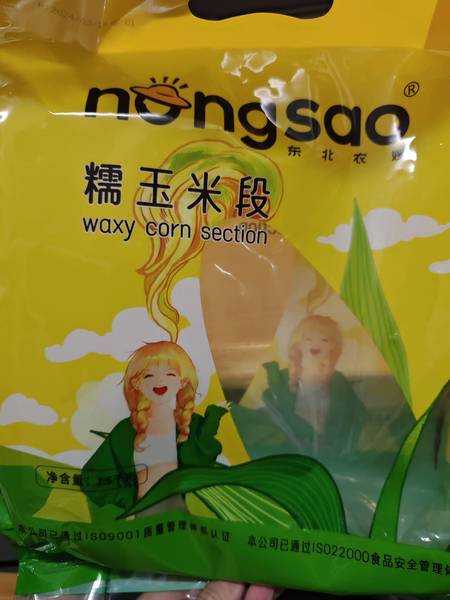 nongsao®
东北农嫂
糯玉米段
waxy corn section
净含量:
本公司已通过ISO9001质量管理体系认证
本公司已通过ISO22000食品安全管理体